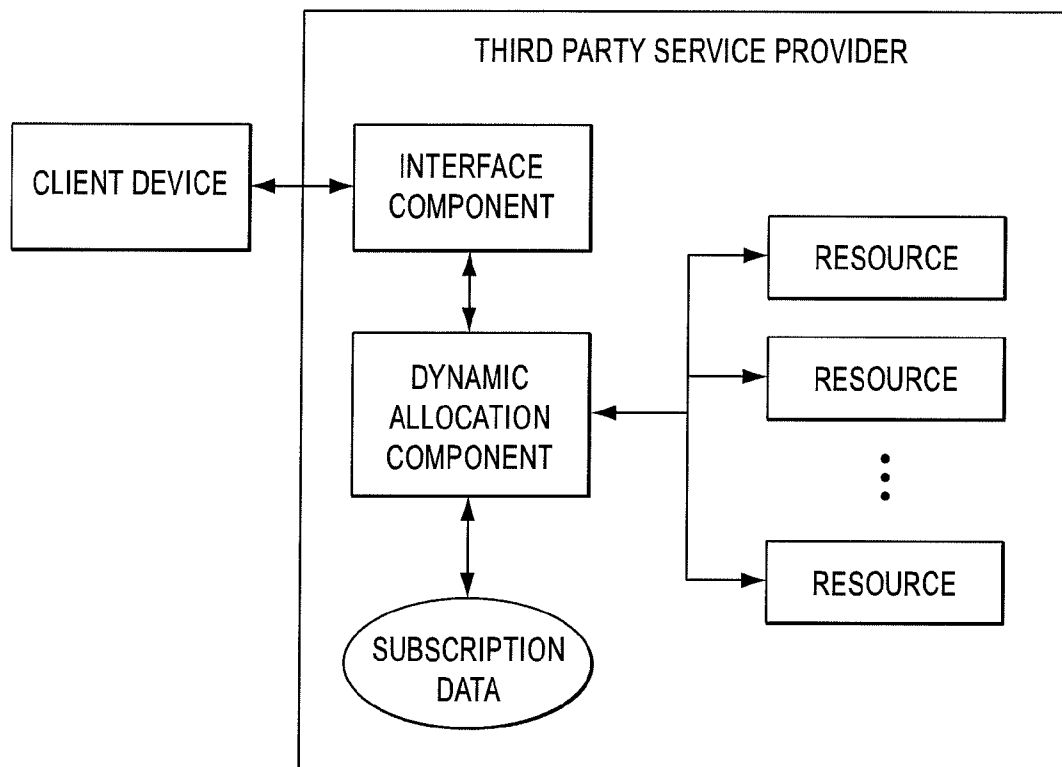 THIRD PARTY SERVICE PROVIDER
CLIENT DEVICE
INTERFACE
COMPONENT
RESOURCE
DYNAMIC
ALLOCATION
COMPONENT
RESOURCE
RESOURCE
SUBSCRIPTION
DATA